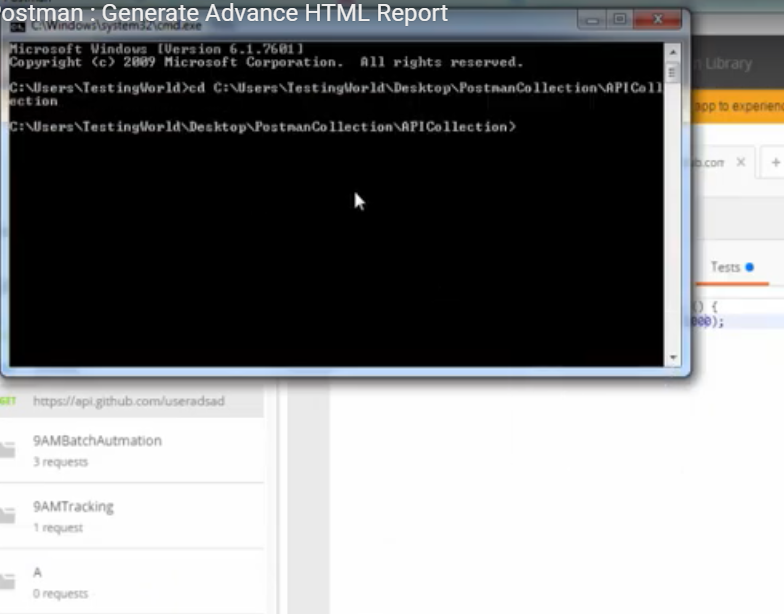 ostman : Generate Advance HTML Report
C:\Windows\system32\cmd.exe
Microsoft Windows [Version 6.1.7601]
Copyright (c) 2009 Microsoft Corporation.  All rights reserved.
C:\Users\TestingWorld>cd C:\Users\TestingWorld\Desktop\PostmanCollection\APIColl
ection
C:\Users\TestingWorld\Desktop\PostmanCollection\APICollection>
n Library
app to experienc
ub.com × +
Tests
() {
000);
GET https://api.github.com/useradsad
9AMBatchAutmation
3 requests
9AMTracking
1 request
A
0 requests